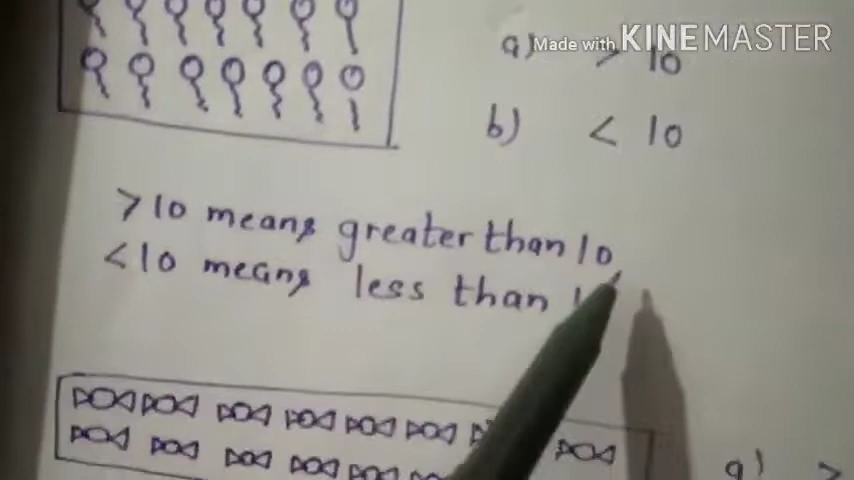 Made with KINEMASTER
a) > 10
b) < 10
>10 means greater than 10
<10 means less than
a) >